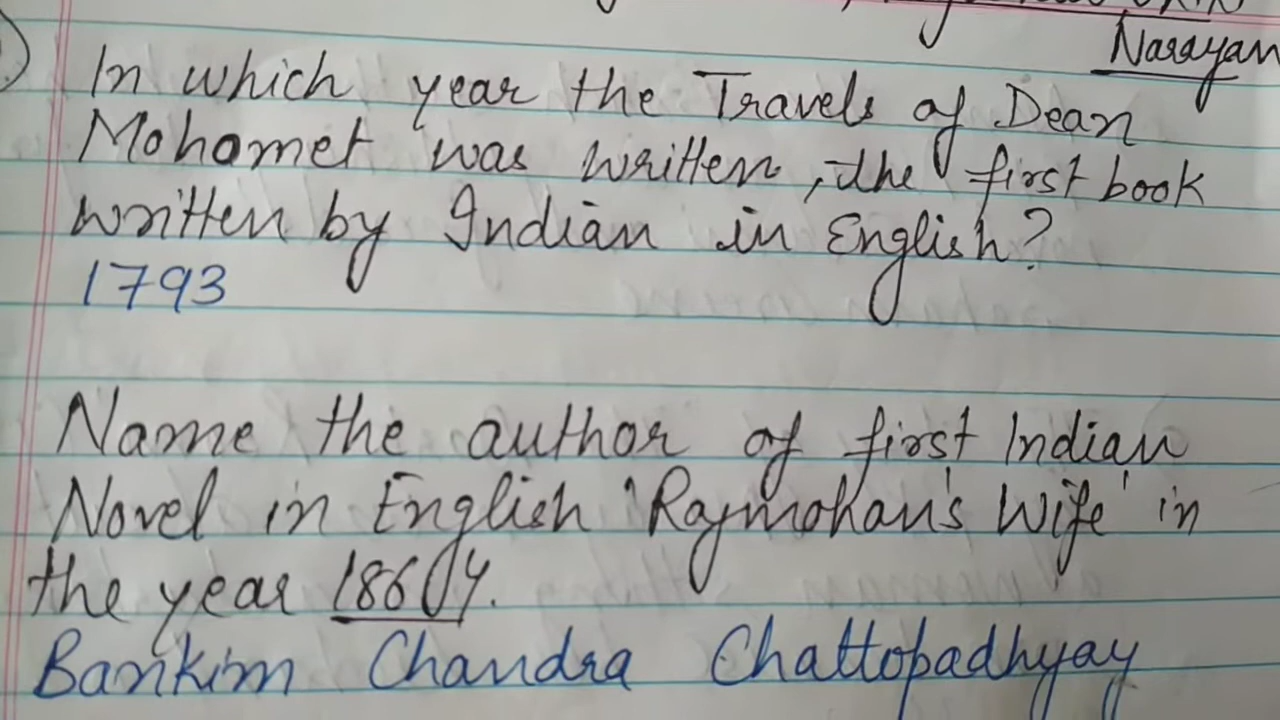 Narayan
In which year the Travels of Dean
Mohomet was written, the first book
written by Indian in English?
1793
Name the author of first Indian
Novel in English 'Rajmohan's Wife' in
the year 1864.
Bankim Chandra Chattopadhyay